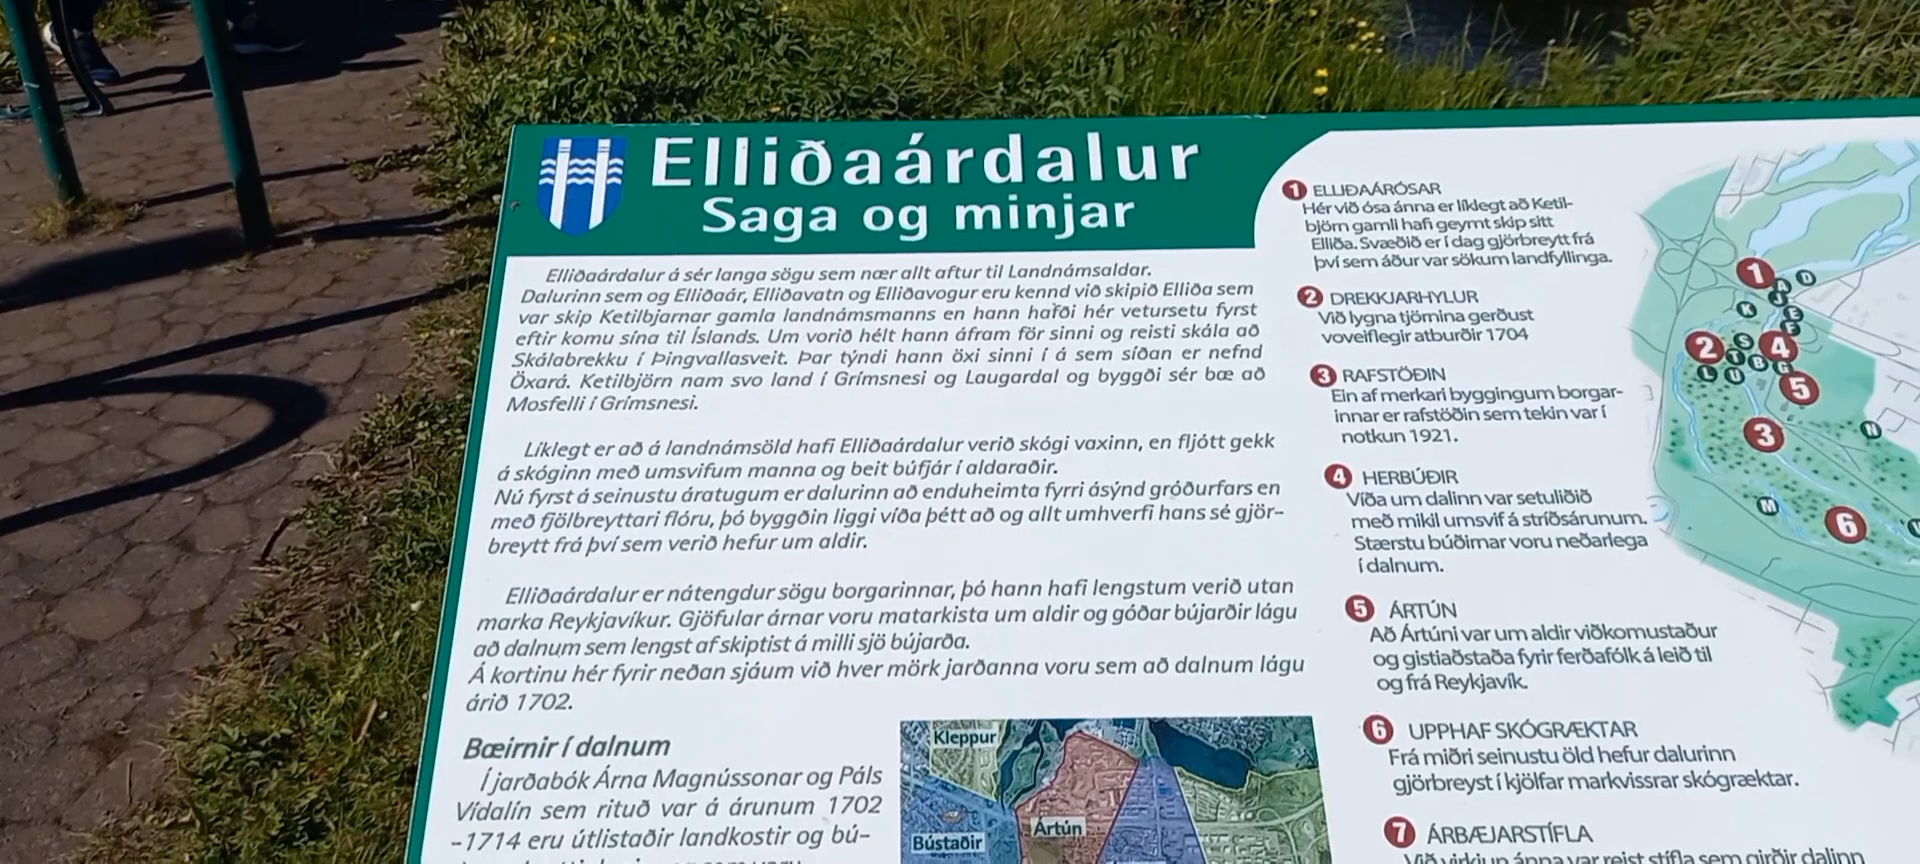 Elliðaárdalur
Saga og minjar
Elliðaárdalur á sér langa sögu sem nær allt aftur til Landnámsaldar.
Dalurinn sem og Elliðaár, Elliðavatn og Elliðavogur eru kennd við skipið Elliða sem
var skip Ketilbjarnar gamla landnámsmanns en hann hafði hér vetursetu fyrst
eftir komu sína til Íslands. Um vorið hélt hann áfram för sinni og reisti skála að
Skálabrekku í Þingvallasveit. Þar týndi hann öxi sinni í á sem síðan er nefnd
Öxará. Ketilbjörn nam svo land í Grímsnesi og Laugardal og byggði sér bæ að
Mosfelli í Grímsnesi.
Líklegt er að á landnámsöld hafi Elliðaárdalur verið skógi vaxinn, en fljótt gekk
á skóginn með umsvifum manna og beit búfjár í aldaraðir.
Nú fyrst á seinustu áratugum er dalurinn að enduheimta fyrri ásýnd gróðurfars en
með fjölbreyttari flóru, þó byggðin liggi víða þétt að og allt umhverfi hans sé gjör-
breytt frá því sem verið hefur um aldir.
Elliðaárdalur er nátengdur sögu borgarinnar, þó hann hafi lengstum verið utan
marka Reykjavíkur. Gjöfular árnar voru matarkista um aldir og góðar bújarðir lágu
að dalnum sem lengst af skiptist á milli sjö bújarða.
Á kortinu hér fyrir neðan sjáum við hver mörk jarðanna voru sem að dalnum lágu
árið 1702.
Bæirnir í dalnum
Í jarðabók Árna Magnússonar og Páls
Vídalín sem rituð var á árunum 1702
-1714 eru útlistaðir landkostir og bú-
Kleppur
Ártún
Bústaðir
1 ELLIÐAÁRÓSAR
Hér við ósa ánna er líklegt að Ketil-
björn gamli hafi geymt skip sitt
Elliða. Svæðið er í dag gjörbreytt frá
því sem áður var sökum landfyllinga.
2 DREKKJARHYLUR
Við lygna tjörnina gerðust
voveiflegir atburðir 1704
3 RAFSTÖÐIN
Ein af merkari byggingum borgar-
innar er rafstöðin sem tekin var í
notkun 1921.
4 HERBÚÐIR
Víða um dalinn var setuliðið
með mikil umsvif á stríðsárunum.
Stærstu búðirnar voru neðarlega
í dalnum.
5 ÁRTÚN
Að Ártúni var um aldir viðkomustaður
og gistiaðstaða fyrir ferðafólk á leið til
og frá Reykjavík.
6 UPPHAF SKÓGRÆKTAR
Frá miðri seinustu öld hefur dalurinn
gjörbreyst í kjölfar markvissrar skógræktar.
7 ÁRBÆJARSTÍFLA
Við virkjun ánna var reist stífla sem girðir dalinn
1
D
A
J
K
E
F
2
S
4
T
B
G
L
U
5
3
N
M
6